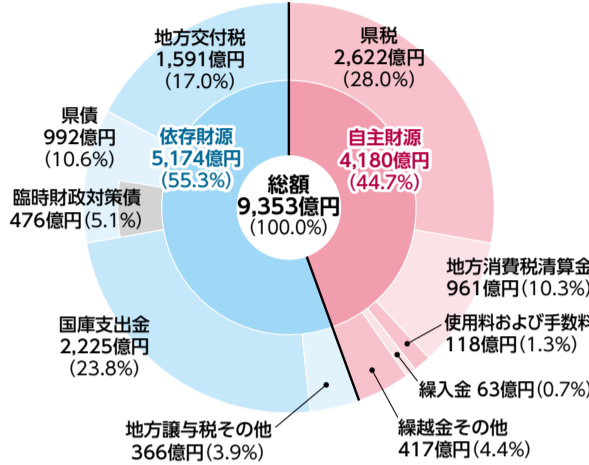 総額
9,353億円
(100.0%)
自主財源
4,180億円
(44.7%)
県税
2,622億円
(28.0%)
地方消費税清算金
961億円(10.3%)
使用料および手数料
118億円(1.3%)
繰入金 63億円(0.7%)
繰越金その他
417億円(4.4%)
依存財源
5,174億円
(55.3%)
地方交付税
1,591億円
(17.0%)
県債
992億円
(10.6%)
臨時財政対策債
476億円(5.1%)
国庫支出金
2,225億円
(23.8%)
地方譲与税その他
366億円(3.9%)